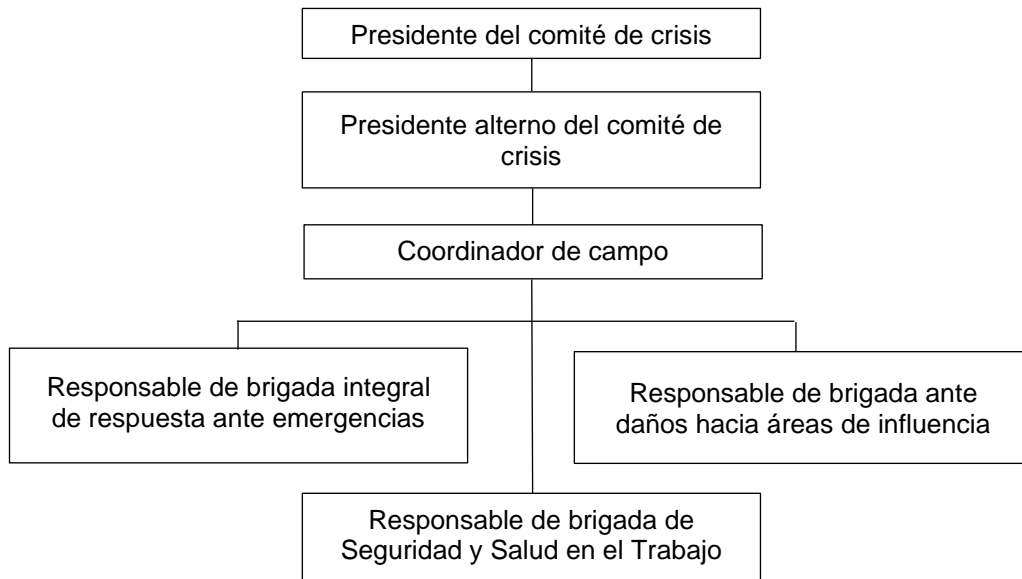 Presidente del comité de crisis
Presidente alterno del comité de
crisis
Coordinador de campo
Responsable de brigada integral
de respuesta ante emergencias
Responsable de brigada ante
daños hacia áreas de influencia
Responsable de brigada de
Seguridad y Salud en el Trabajo